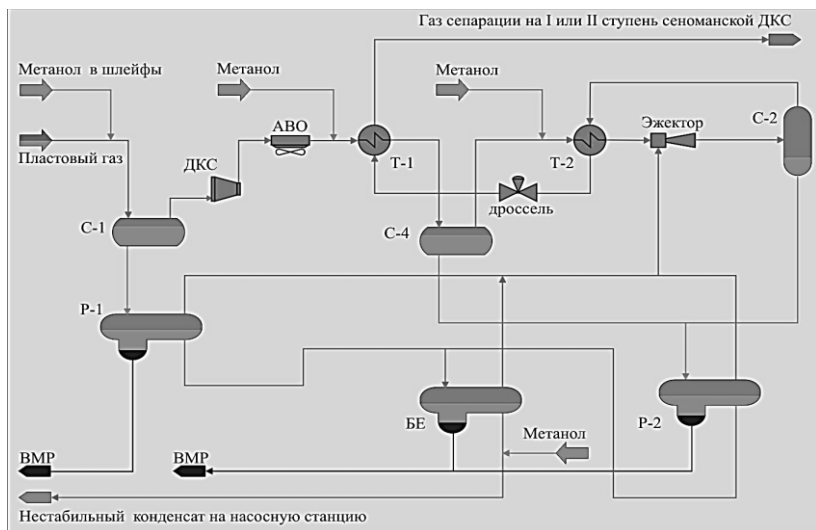 Газ сепарации на I или II ступень сеноманской ДКС
Метанол в шлейфы
Метанол
Метанол
АВО
Эжектор
С-2
Пластовый газ
ДКС
Т-1
Т-2
дроссель
С-1
С-4
Р-1
БЕ
Р-2
Метанол
ВМР
ВМР
Нестабильный конденсат на насосную станцию